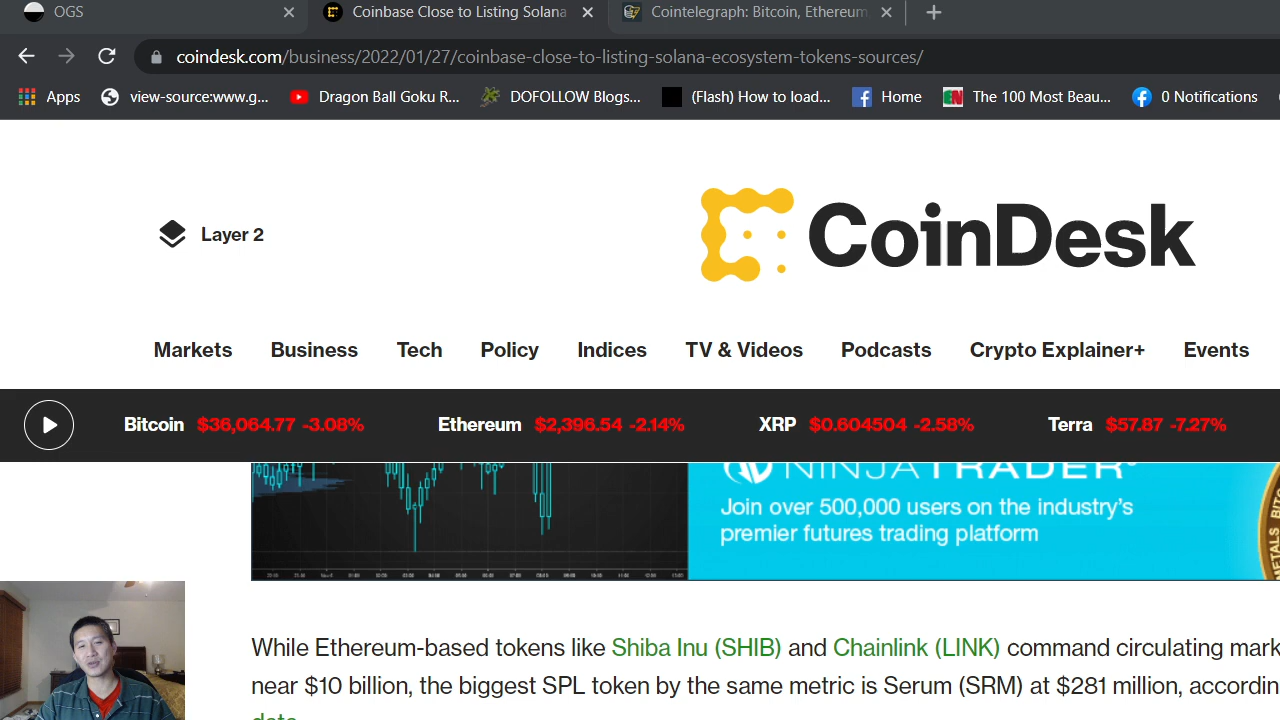 OGS
Coinbase Close to Listing Solana
Cointelegraph: Bitcoin, Ethereum
coindesk.com/business/2022/01/27/coinbase-close-to-listing-solana-ecosystem-tokens-sources/
Apps view-source:www.g... Dragon Ball Goku R... DOFOLLOW Blogs... (Flash) How to load... Home The 100 Most Beau... 0 Notifications
Layer 2
CoinDesk
Markets Business Tech Policy Indices TV & Videos Podcasts Crypto Explainer+ Events
Bitcoin $36,064.77 -3.08% Ethereum $2,396.54 -2.14% XRP $0.604504 -2.58% Terra $57.87 -7.27%
NINJATRADER
Join over 500,000 users on the industry's
premier futures trading platform
While Ethereum-based tokens like Shiba Inu (SHIB) and Chainlink (LINK) command circulating mark
near $10 billion, the biggest SPL token by the same metric is Serum (SRM) at $281 million, accordin